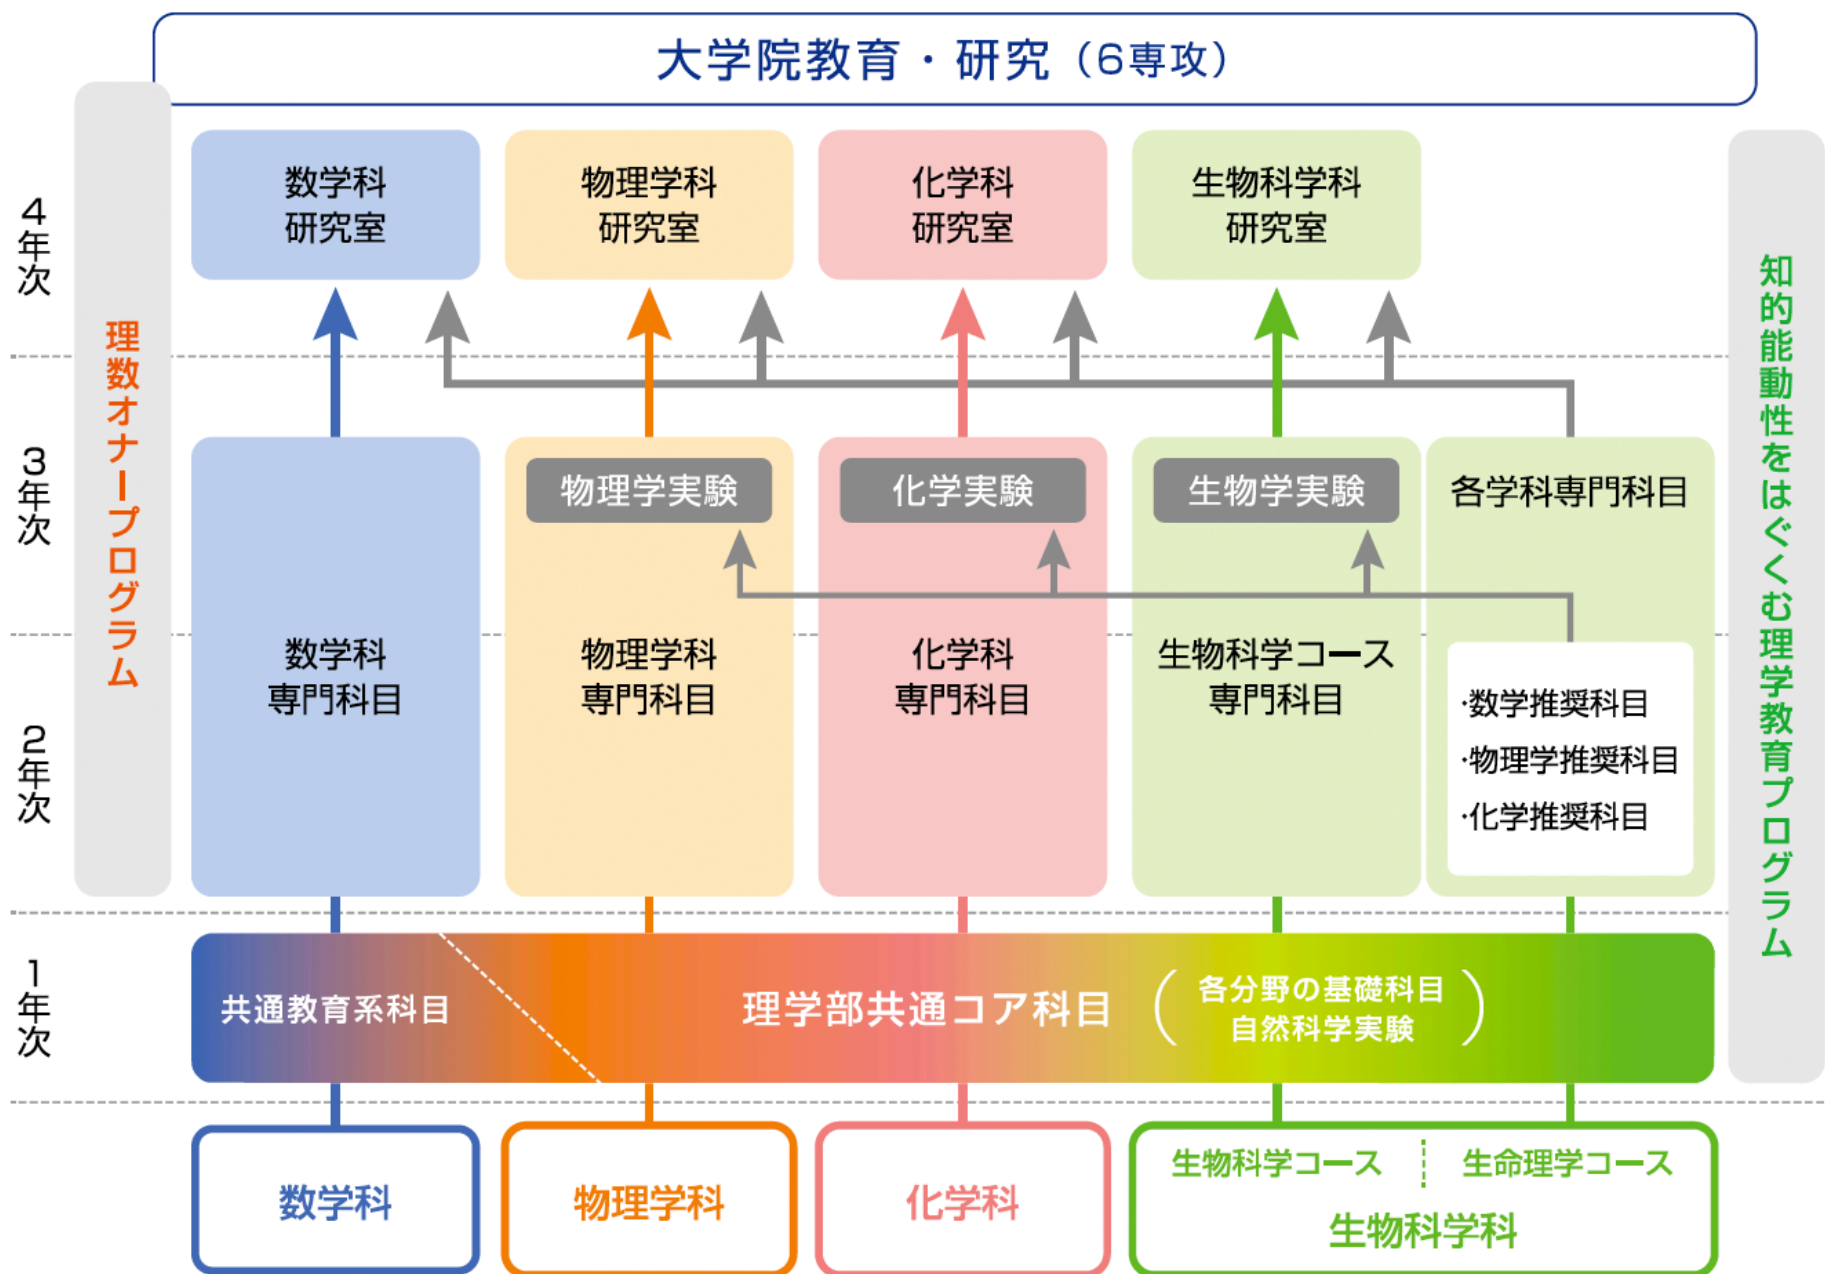 大学院教育・研究（6専攻）
4年次
数学科
研究室
物理学科
研究室
化学科
研究室
生物科学科
研究室
理数オナープログラム
知的能動性をはぐくむ理学教育プログラム
3年次
物理学実験
化学実験
生物学実験
各学科専門科目
数学科
専門科目
物理学科
専門科目
化学科
専門科目
生物科学コース
専門科目
2年次
・数学推奨科目
・物理学推奨科目
・化学推奨科目
1年次
共通教育系科目
理学部共通コア科目
（各分野の基礎科目
自然科学実験）
数学科
物理学科
化学科
生物科学コース
生命理学コース
生物科学科